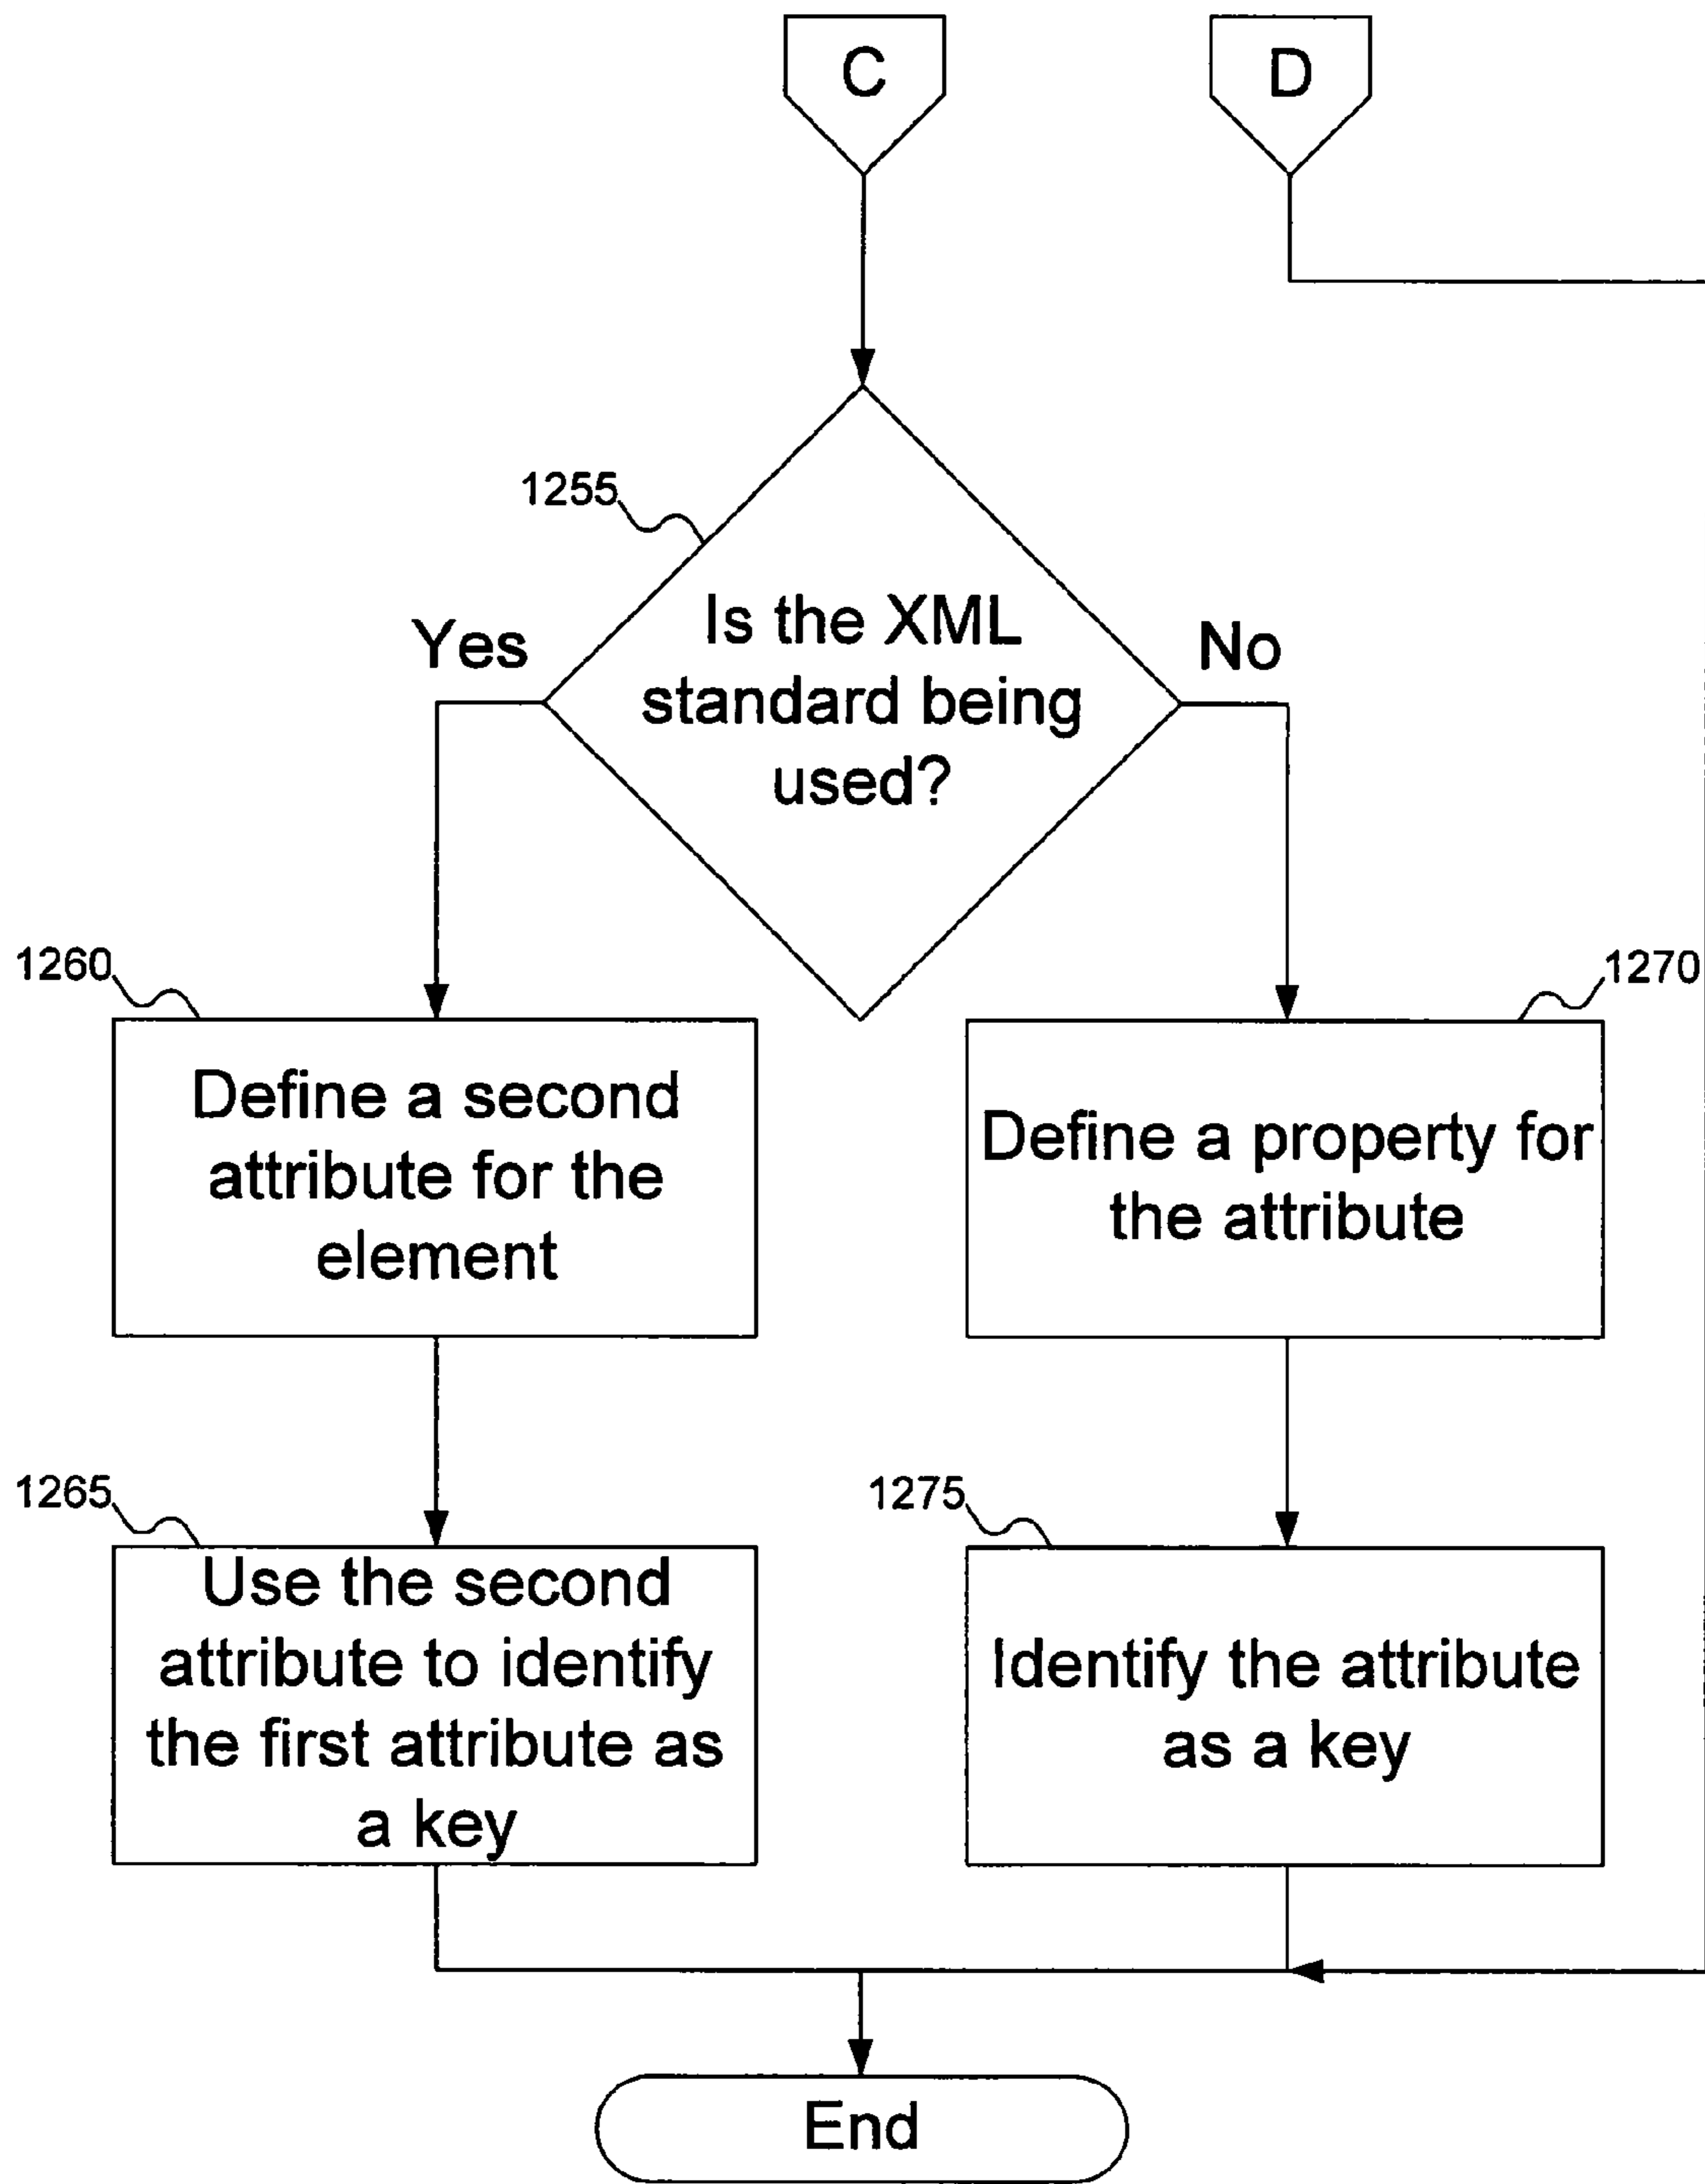 C
D
1255
Is the XML
standard being
used?
Yes
No
1260
1270
Define a second
attribute for the
element
Define a property for
the attribute
1265
1275
Use the second
attribute to identify
the first attribute as
a key
Identify the attribute
as a key
End